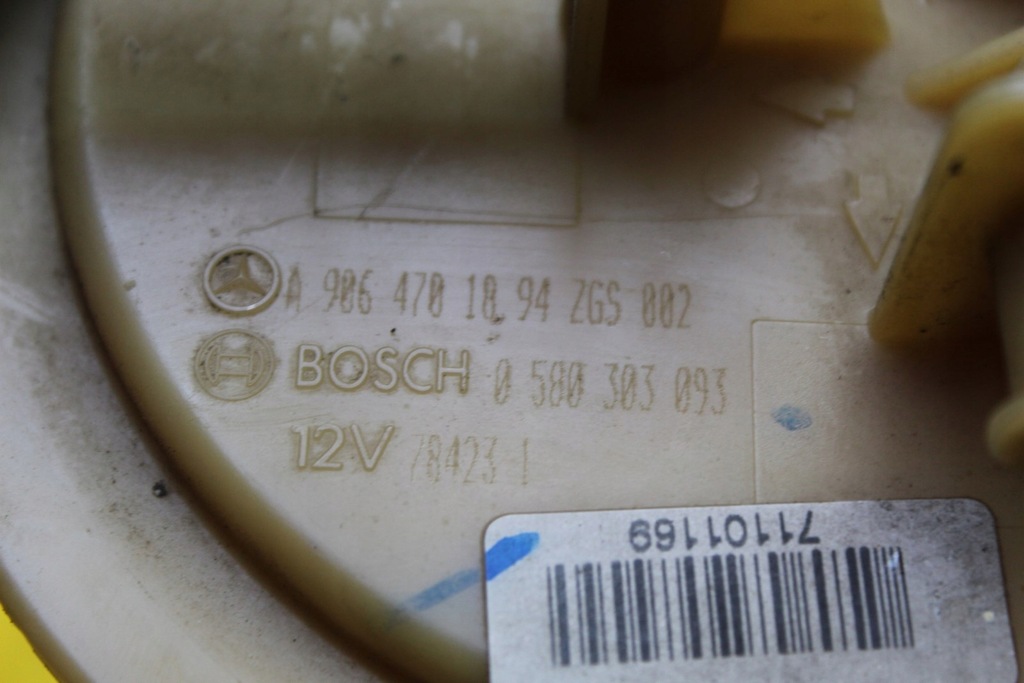 A 906 470 18 94 ZGS 002
BOSCH 0 580 303 093
12V 78423 1
71101169